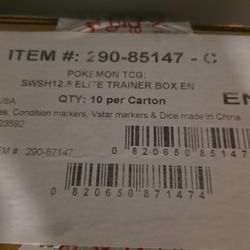 ITEM #: 290-85147 - C
POKEMON TCG:
SWSH12.5 ELITE TRAINER BOX EN
USA
QTY: 10 per Carton
EN
es, Condition markers, Vstar markers & Dice made in China
23592
0 820650 85147
EM #: 290-87147
0 820650 871474